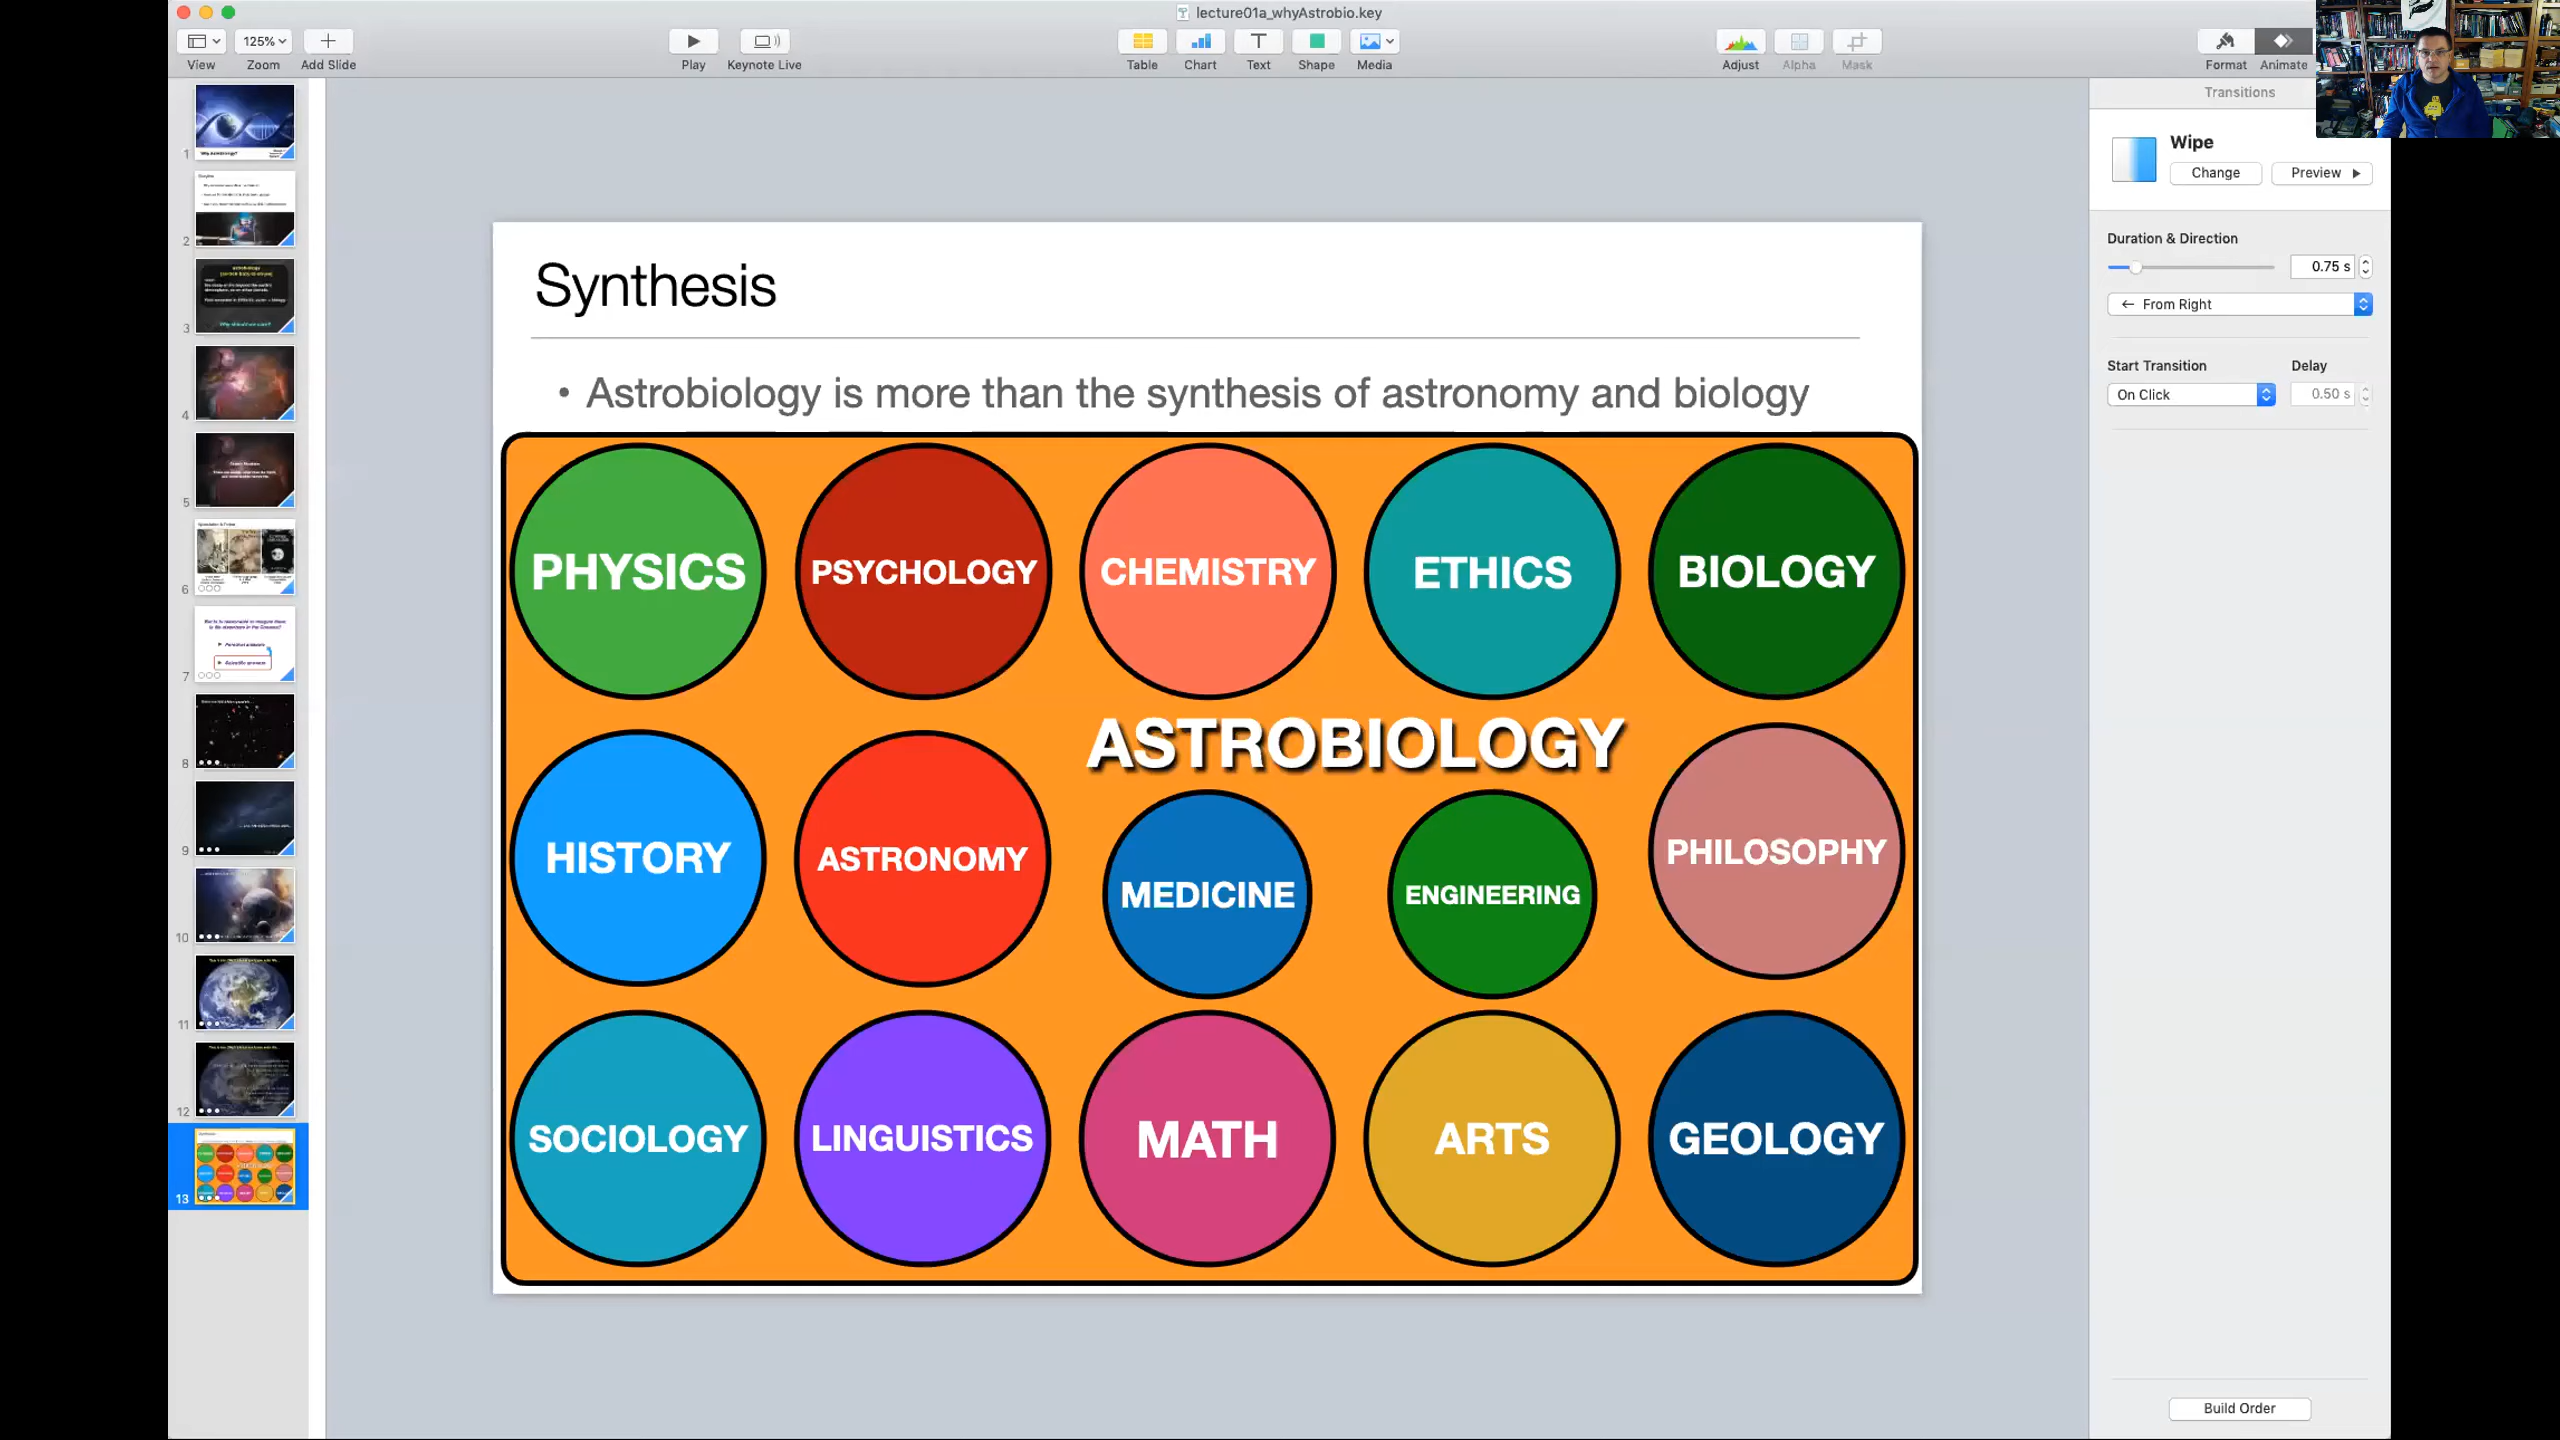 lecture01a_whyAstrobio.key
125%
View
Zoom
Add Slide
Play
Keynote Live
Table
Chart
Text
Shape
Media
Adjust
Alpha
Mask
Format
Animate
Transitions
Wipe
Change
Preview
Duration & Direction
0.75 s
← From Right
Start Transition
Delay
On Click
0.50 s
Build Order
1
2
3
4
5
6
7
8
9
10
11
12
13
Synthesis
• Astrobiology is more than the synthesis of astronomy and biology
PHYSICS
PSYCHOLOGY
CHEMISTRY
ETHICS
BIOLOGY
ASTROBIOLOGY
HISTORY
ASTRONOMY
MEDICINE
ENGINEERING
PHILOSOPHY
SOCIOLOGY
LINGUISTICS
MATH
ARTS
GEOLOGY